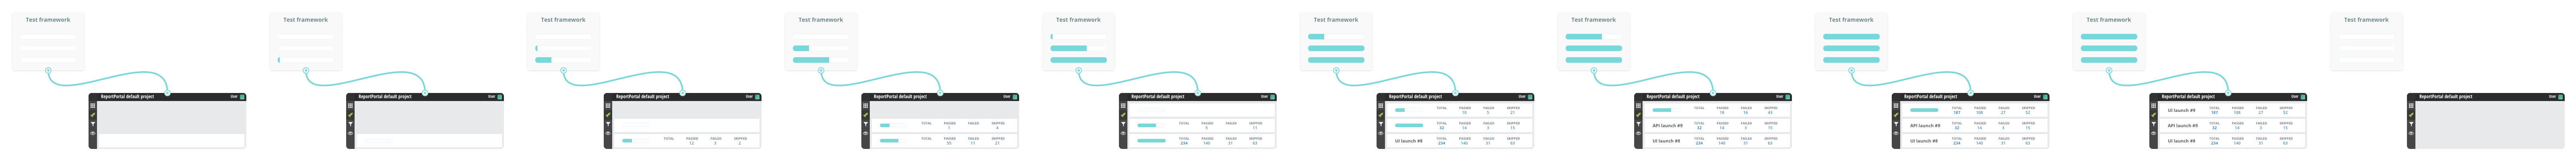 Test framework
ReportPortal default project User
Test framework
ReportPortal default project User
Test framework
ReportPortal default project User
TOTAL PASSED FAILED SKIPPED
12 3 2
Test framework
ReportPortal default project User
TOTAL PASSED FAILED SKIPPED
1 4
TOTAL PASSED FAILED SKIPPED
55 11 21
Test framework
ReportPortal default project User
TOTAL PASSED FAILED SKIPPED
5 11
TOTAL PASSED FAILED SKIPPED
234 140 31 63
Test framework
ReportPortal default project User
TOTAL PASSED FAILED SKIPPED
10 5 21
TOTAL PASSED FAILED SKIPPED
32 14 3 15
TOTAL PASSED FAILED SKIPPED
234 140 31 63
Test framework
ReportPortal default project User
TOTAL PASSED FAILED SKIPPED
16 43
API launch #9 TOTAL PASSED FAILED SKIPPED
32 14 3 15
UI launch #8 TOTAL PASSED FAILED SKIPPED
234 140 31 63
Test framework
ReportPortal default project User
TOTAL PASSED FAILED SKIPPED
187 108 27 52
API launch #9 TOTAL PASSED FAILED SKIPPED
32 14 3 15
UI launch #8 TOTAL PASSED FAILED SKIPPED
234 140 31 63
Test framework
ReportPortal default project User
UI launch #9 TOTAL PASSED FAILED SKIPPED
187 108 27 52
API launch #9 TOTAL PASSED FAILED SKIPPED
32 14 3 15
UI launch #8 TOTAL PASSED FAILED SKIPPED
234 140 31 63
Test framework
ReportPortal default project User